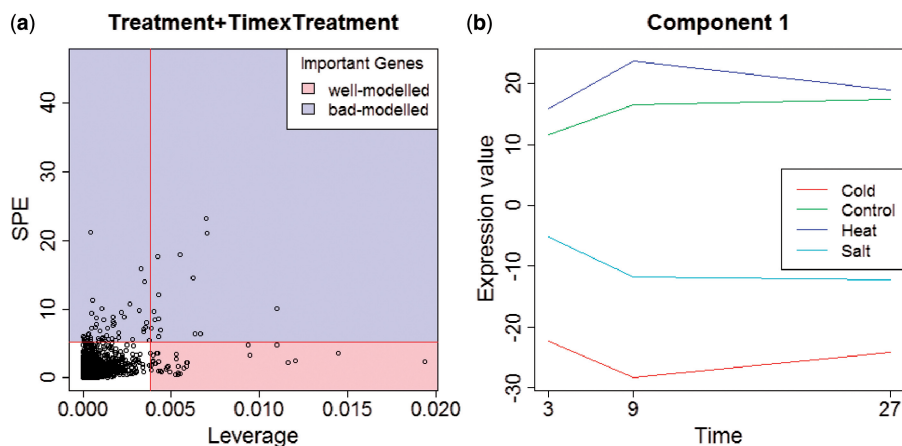 (a)
Treatment+TimexTreatment
SPE
40
30
20
10
0
0.000
0.005
0.010
0.015
0.020
Leverage
Important Genes
well-modelled
bad-modelled
(b)
Component 1
Expression value
20
10
0
-10
-20
-30
3
9
27
Time
Cold
Control
Heat
Salt